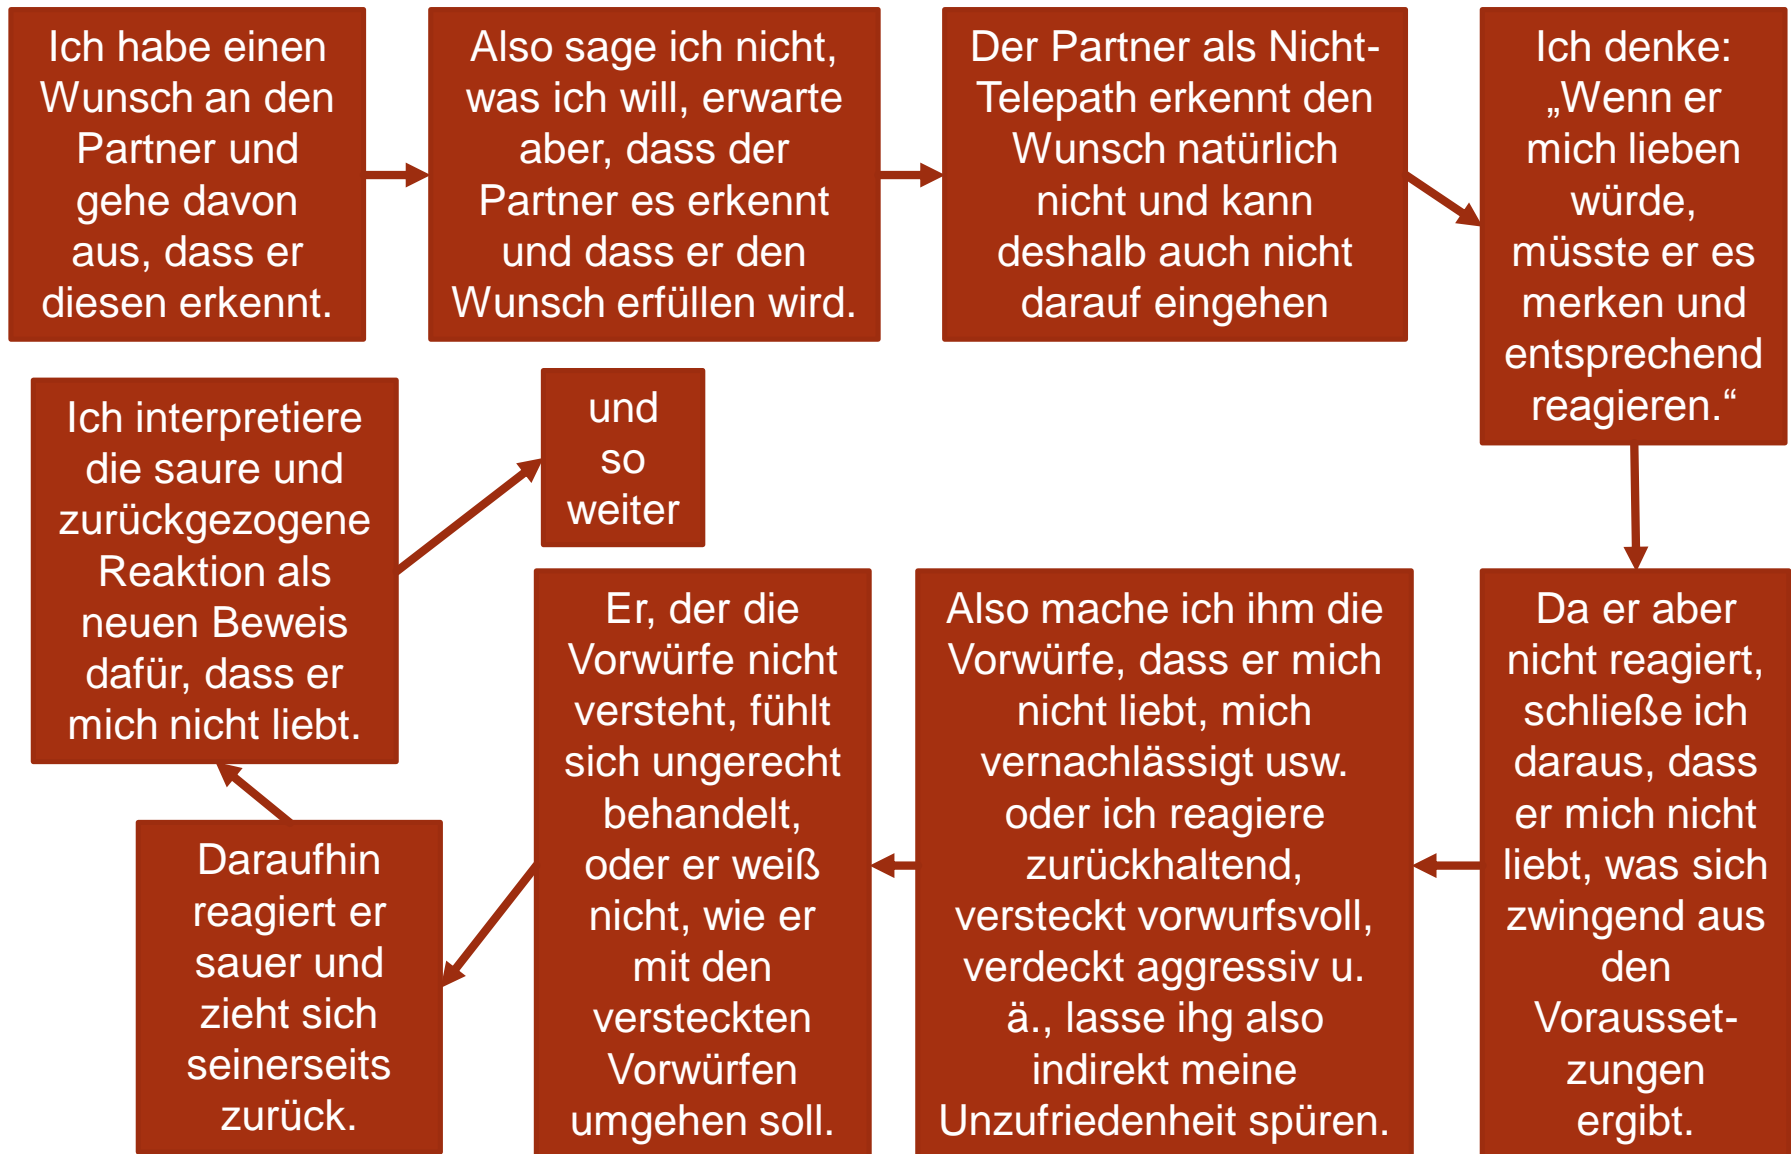 Ich habe einen
Wunsch an den
Partner und
gehe davon
aus, dass er
diesen erkennt.
Also sage ich nicht,
was ich will, erwarte
aber, dass der
Partner es erkennt
und dass er den
Wunsch erfüllen wird.
Der Partner als Nicht-
Telepath erkennt den
Wunsch natürlich
nicht und kann
deshalb auch nicht
darauf eingehen
Ich denke:
„Wenn er
mich lieben
würde,
müsste er es
merken und
entsprechend
reagieren.“
Da er aber
nicht reagiert,
schließe ich
daraus, dass
er mich nicht
liebt, was sich
zwingend aus
den
Vorausset-
zungen
ergibt.
Also mache ich ihm die
Vorwürfe, dass er mich
nicht liebt, mich
vernachlässigt usw.
oder ich reagiere
zurückhaltend,
versteckt vorwurfsvoll,
verdeckt aggressiv u.
ä., lasse ihg also
indirekt meine
Unzufriedenheit spüren.
Er, der die
Vorwürfe nicht
versteht, fühlt
sich ungerecht
behandelt,
oder er weiß
nicht, wie er
mit den
versteckten
Vorwürfen
umgehen soll.
Daraufhin
reagiert er
sauer und
zieht sich
seinerseits
zurück.
Ich interpretiere
die saure und
zurückgezogene
Reaktion als
neuen Beweis
dafür, dass er
mich nicht liebt.
und
so
weiter